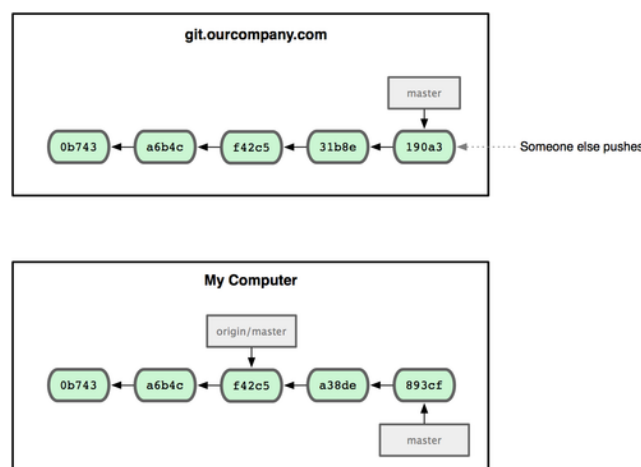 git.ourcompany.com
master
0b743 a6b4c f42c5 31b8e 190a3 Someone else pushes
My Computer
origin/master
0b743 a6b4c f42c5 a38de 893cf
master